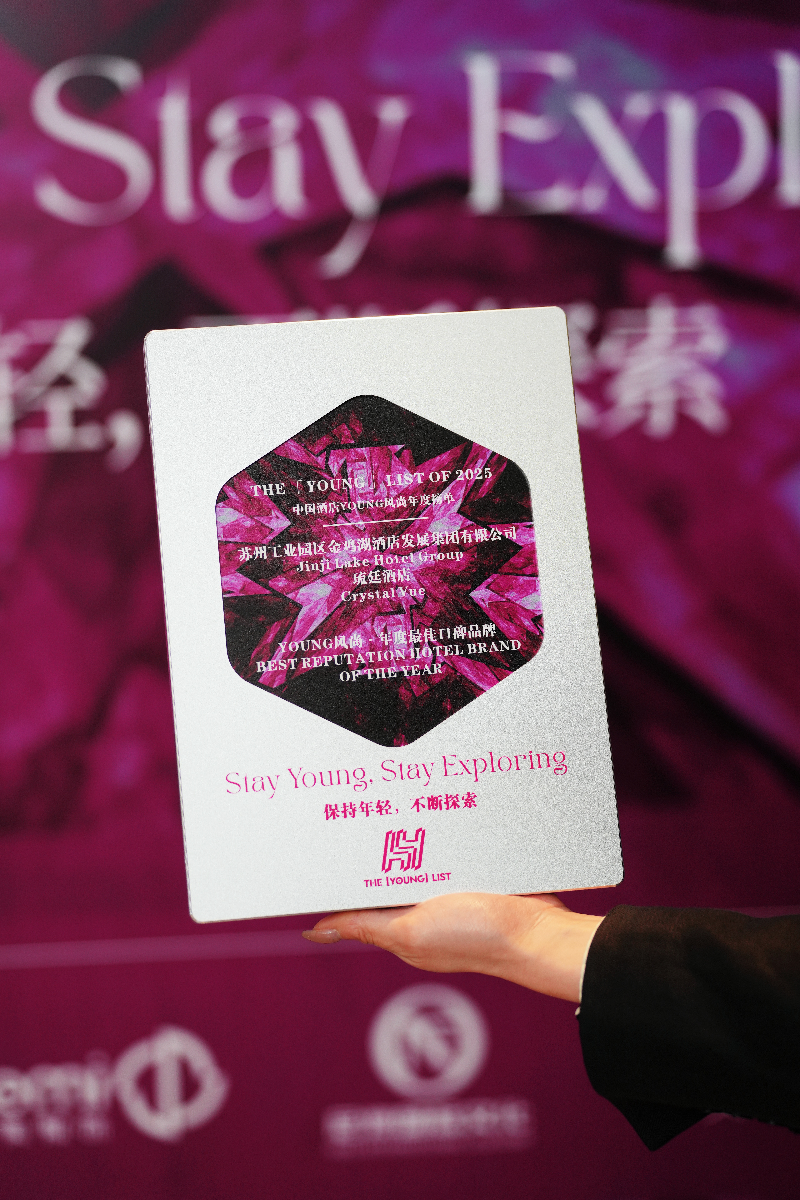 Stay Expl
轻，
探索
THE「YOUNG」LIST OF 2025
中国酒店YOUNG风尚年度榜单
苏州工业园区金鸡湖酒店发展集团有限公司
Jinji Lake Hotel Group
珑廷酒店
Crystal Yue
YOUNG风尚 - 年度最佳口碑品牌
BEST REPUTATION HOTEL BRAND
OF THE YEAR
Stay Young, Stay Exploring
保持年轻，不断探索
THE [YOUNG] LIST
omi